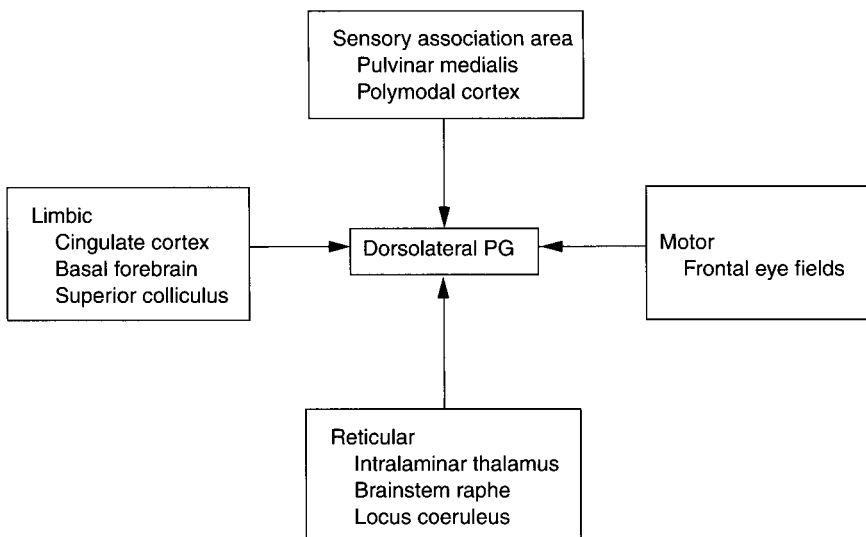 Sensory association area
Pulvinar medialis
Polymodal cortex
Limbic
Cingulate cortex
Basal forebrain
Superior colliculus
Dorsolateral PG
Motor
Frontal eye fields
Reticular
Intralaminar thalamus
Brainstem raphe
Locus coeruleus